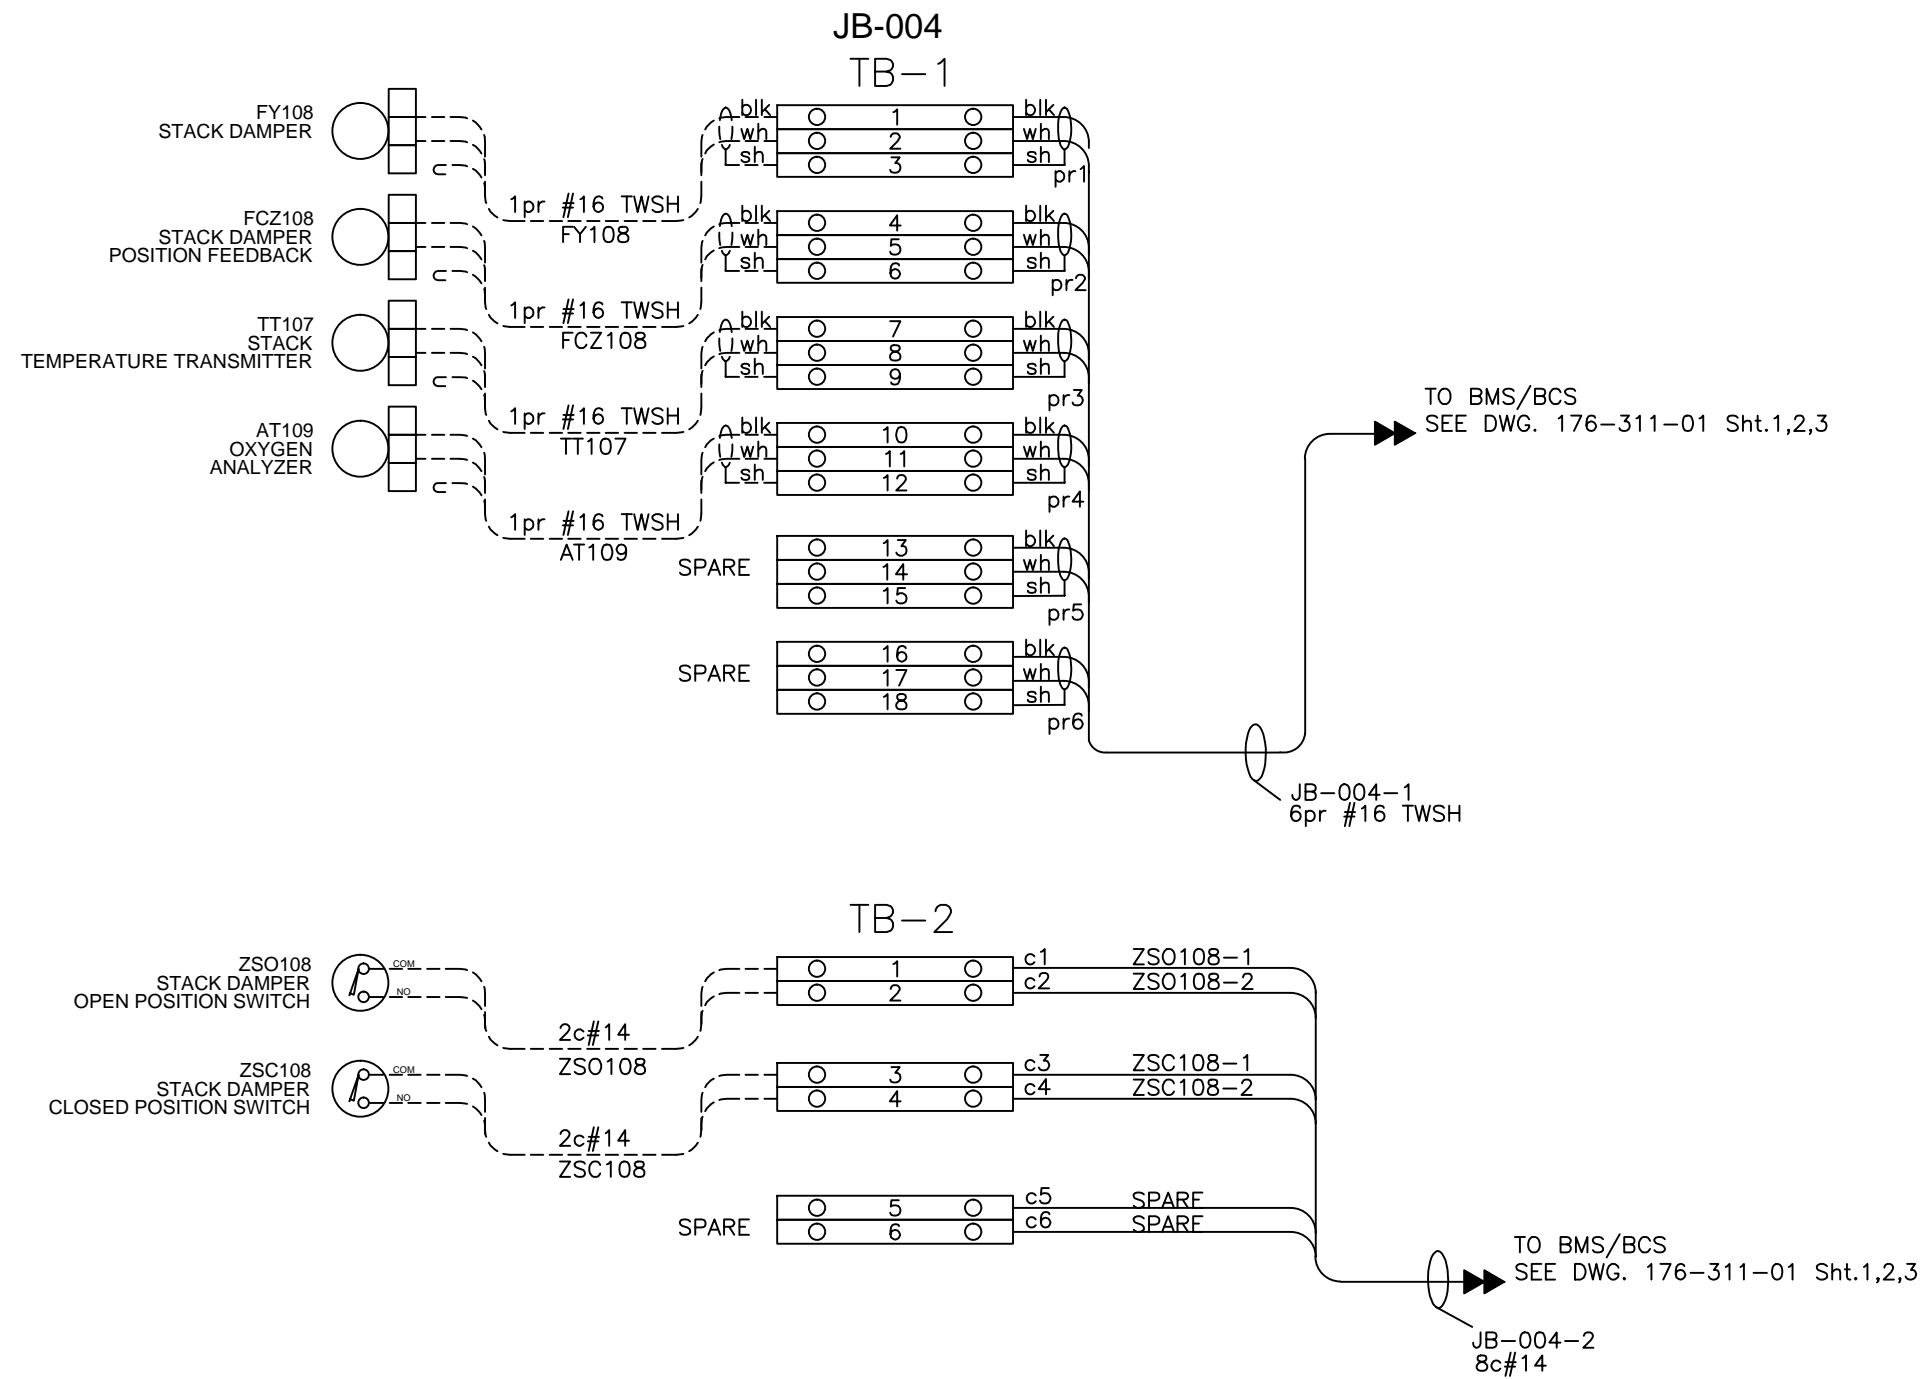 JB-004
TB-1
FY108
STACK DAMPER
1pr #16 TWSH
FY108
blk
wh
sh
1
2
3
blk
wh
sh
pr1
FCZ108
STACK DAMPER
POSITION FEEDBACK
1pr #16 TWSH
FCZ108
blk
wh
sh
4
5
6
blk
wh
sh
pr2
TT107
STACK
TEMPERATURE TRANSMITTER
1pr #16 TWSH
TT107
blk
wh
sh
7
8
9
blk
wh
sh
pr3
AT109
OXYGEN
ANALYZER
1pr #16 TWSH
AT109
blk
wh
sh
10
11
12
blk
wh
sh
pr4
SPARE
13
14
15
blk
wh
sh
pr5
SPARE
16
17
18
blk
wh
sh
pr6
TO BMS/BCS
SEE DWG. 176-311-01 Sht.1,2,3
JB-004-1
6pr #16 TWSH
TB-2
ZSO108
STACK DAMPER
OPEN POSITION SWITCH
COM
NO
2c#14
ZSO108
1
2
c1 ZSO108-1
c2 ZSO108-2
ZSC108
STACK DAMPER
CLOSED POSITION SWITCH
COM
NO
2c#14
ZSC108
3
4
c3 ZSC108-1
c4 ZSC108-2
SPARE
5
6
c5 SPARE
c6 SPARE
TO BMS/BCS
SEE DWG. 176-311-01 Sht.1,2,3
JB-004-2
8c#14